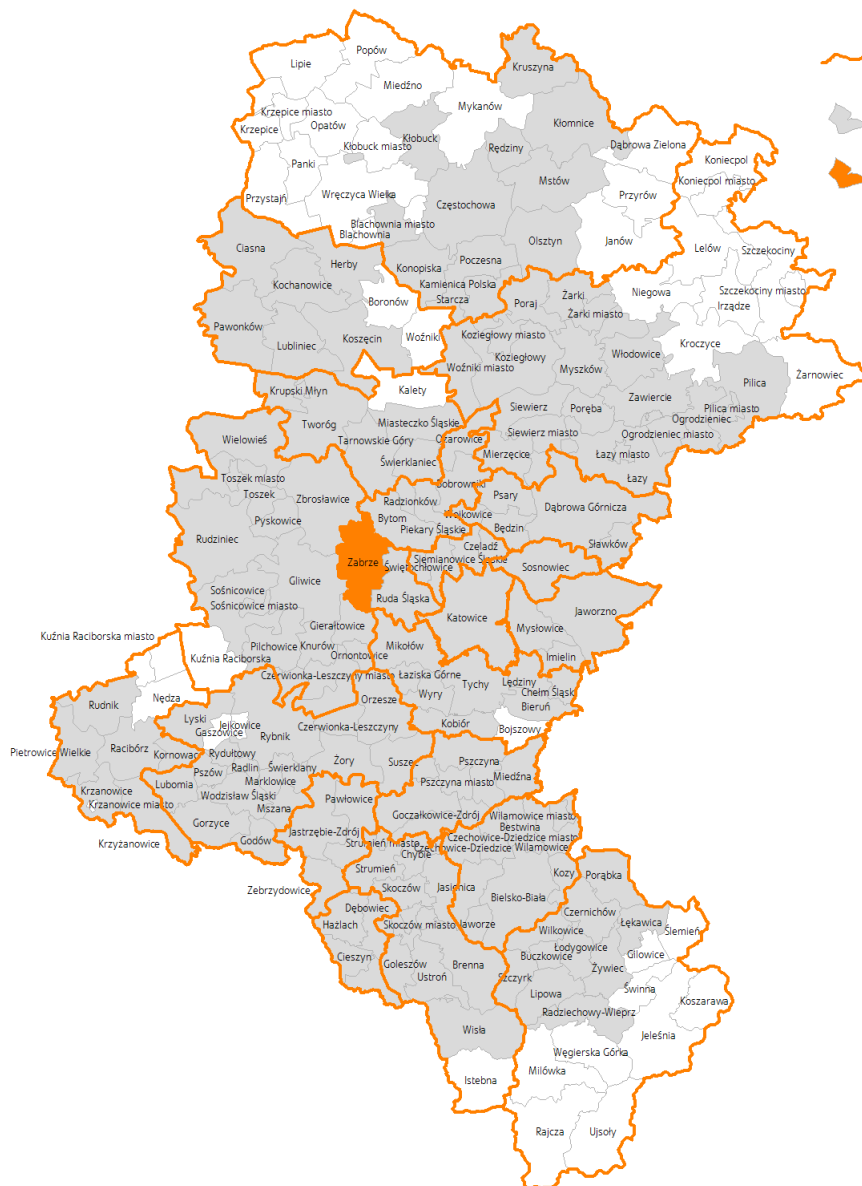 Popów
Lipie
Kruszyna
Miedźno
Mykanów
Krzepice miasto
Opatów
Krzepice
Kłomnice
Kłobuck
Kłobuck miasto
Rędziny
Dąbrowa Zielona
Koniecpol
Panki
Koniecpol miasto
Mstów
Przystajń
Wręczyca Wielka
Przyrów
Częstochowa
Blachownia miasto
Blachownia
Olsztyn
Janów
Ciasna
Lelów
Szczekociny
Herby
Konopiska
Poczesna
Kochanowice
Kamienica Polska
Niegowa
Szczekociny miasto
Boronów
Starcza
Poraj
Żarki
Irządze
Żarki miasto
Pawonków
Lubliniec
Koszęcin
Woźniki
Koziegłowy miasto
Kroczyce
Koziegłowy
Włodowice
Woźniki miasto
Myszków
Żarnowiec
Krupski Młyn
Kalety
Pilica
Zawiercie
Siewierz
Poręba
Pilica miasto
Tworóg
Miasteczko Śląskie
Ogrodzieniec
Siewierz miasto
Ogrodzieniec miasto
Wielowieś
Tarnowskie Góry
Ożarowice
Mierzęcice
Łazy miasto
Świerklaniec
Toszek miasto
Łazy
Bobrowniki
Toszek
Zbrosławice
Radzionków
Psary
Dąbrowa Górnicza
Pyskowice
Bytom
Wojkowice
Piekary Śląskie
Będzin
Rudziniec
Czeladź
Sławków
Zabrze
Siemianowice Śląskie
Świętochłowice
Sosnowiec
Gliwice
Sośnicowice
Ruda Śląska
Sośnicowice miasto
Katowice
Jaworzno
Gierałtowice
Mysłowice
Kuźnia Raciborska miasto
Pilchowice
Knurów
Mikołów
Kuźnia Raciborska
Ornontowice
Imielin
Czerwionka-Leszczyny miasto
Łaziska Górne
Lędziny
Nędza
Orzesze
Wyry
Tychy
Chełm Śląski
Rudnik
Bieruń
Lyski
Jejkowice
Czerwionka-Leszczyny
Kobiór
Gaszowice
Rybnik
Bojszowy
Pietrowice Wielkie
Racibórz
Kornowac
Rydułtowy
Żory
Suszec
Pszczyna
Pszów
Radlin
Świerklany
Pszczyna miasto
Miedźna
Krzanowice
Lubomia
Marklowice
Wodzisław Śląski
Krzanowice miasto
Mszana
Pawłowice
Goczałkowice-Zdrój
Wilamowice miasto
Gorzyce
Bestwina
Krzyżanowice
Godów
Jastrzębie-Zdrój
Czechowice-Dziedzice miasto
Strumień miasto
Czechowice-Dziedzice
Wilamowice
Chybie
Strumień
Kozy
Porąbka
Zebrzydowice
Skoczów
Jasienica
Bielsko-Biała
Dębowiec
Czernichów
Hażlach
Skoczów miasto
Jaworze
Wilkowice
Łękawica
Ślemień
Cieszyn
Łodygowice
Buczkowice
Gilowice
Goleszów
Brenna
Żywiec
Ustroń
Szczyrk
Świnna
Lipowa
Koszarawa
Radziechowy-Wieprz
Wisła
Jeleśnia
Węgierska Górka
Milówka
Istebna
Rajcza
Ujsoły